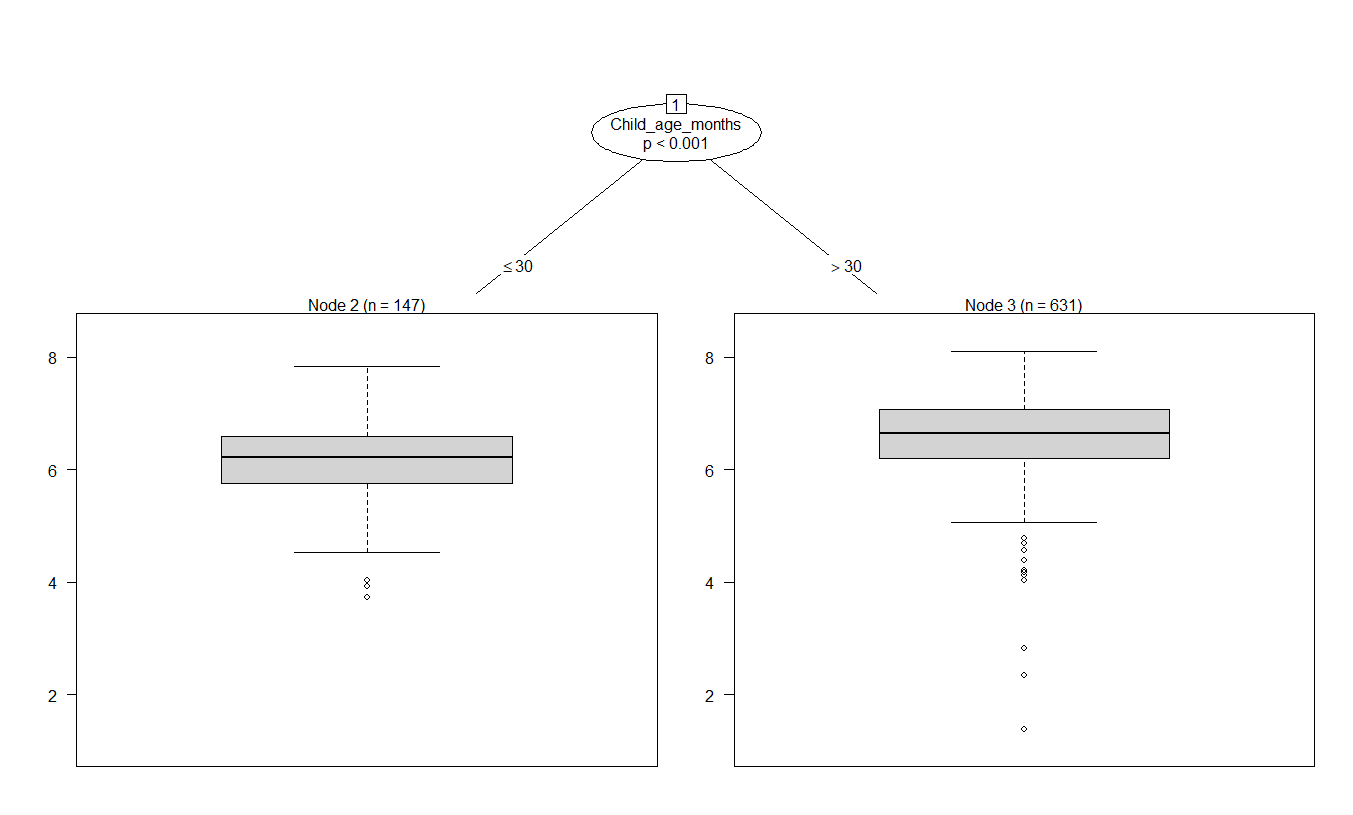 1
Child_age_months
p < 0.001
≤ 30
> 30
Node 2 (n = 147)
8
6
4
2
Node 3 (n = 631)
8
6
4
2